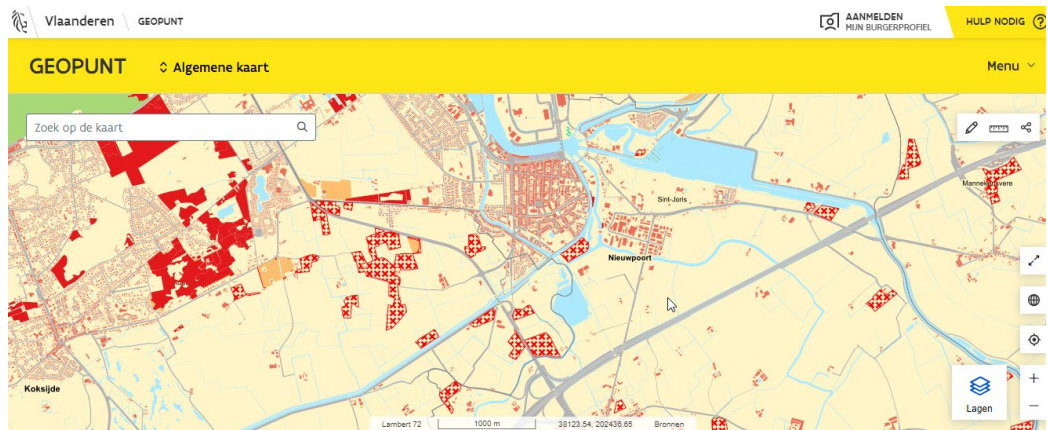 Vlaanderen GEOPUNT
AANMELDEN
MIJN BURGERPROFIEL
HULP NODIG
GEOPUNT Algemene kaart
Menu
Zoek op de kaart
Mannekensvere
Sint-Joris
Nieuwpoort
Koksijde
Lagen
Lambert 72 1000 m 38123.54, 202436.65 Bronnen